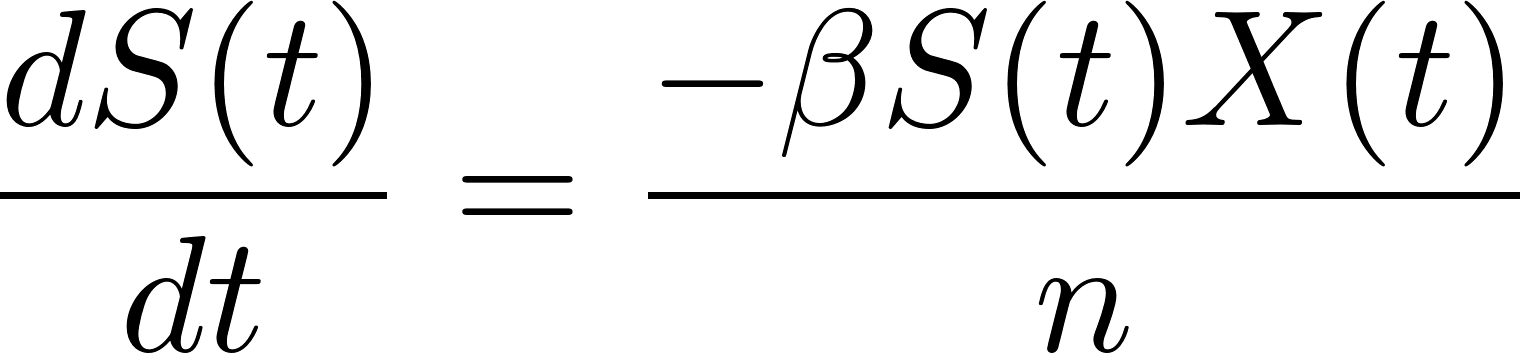 dS(t)/dt = −βS(t)X(t)/n